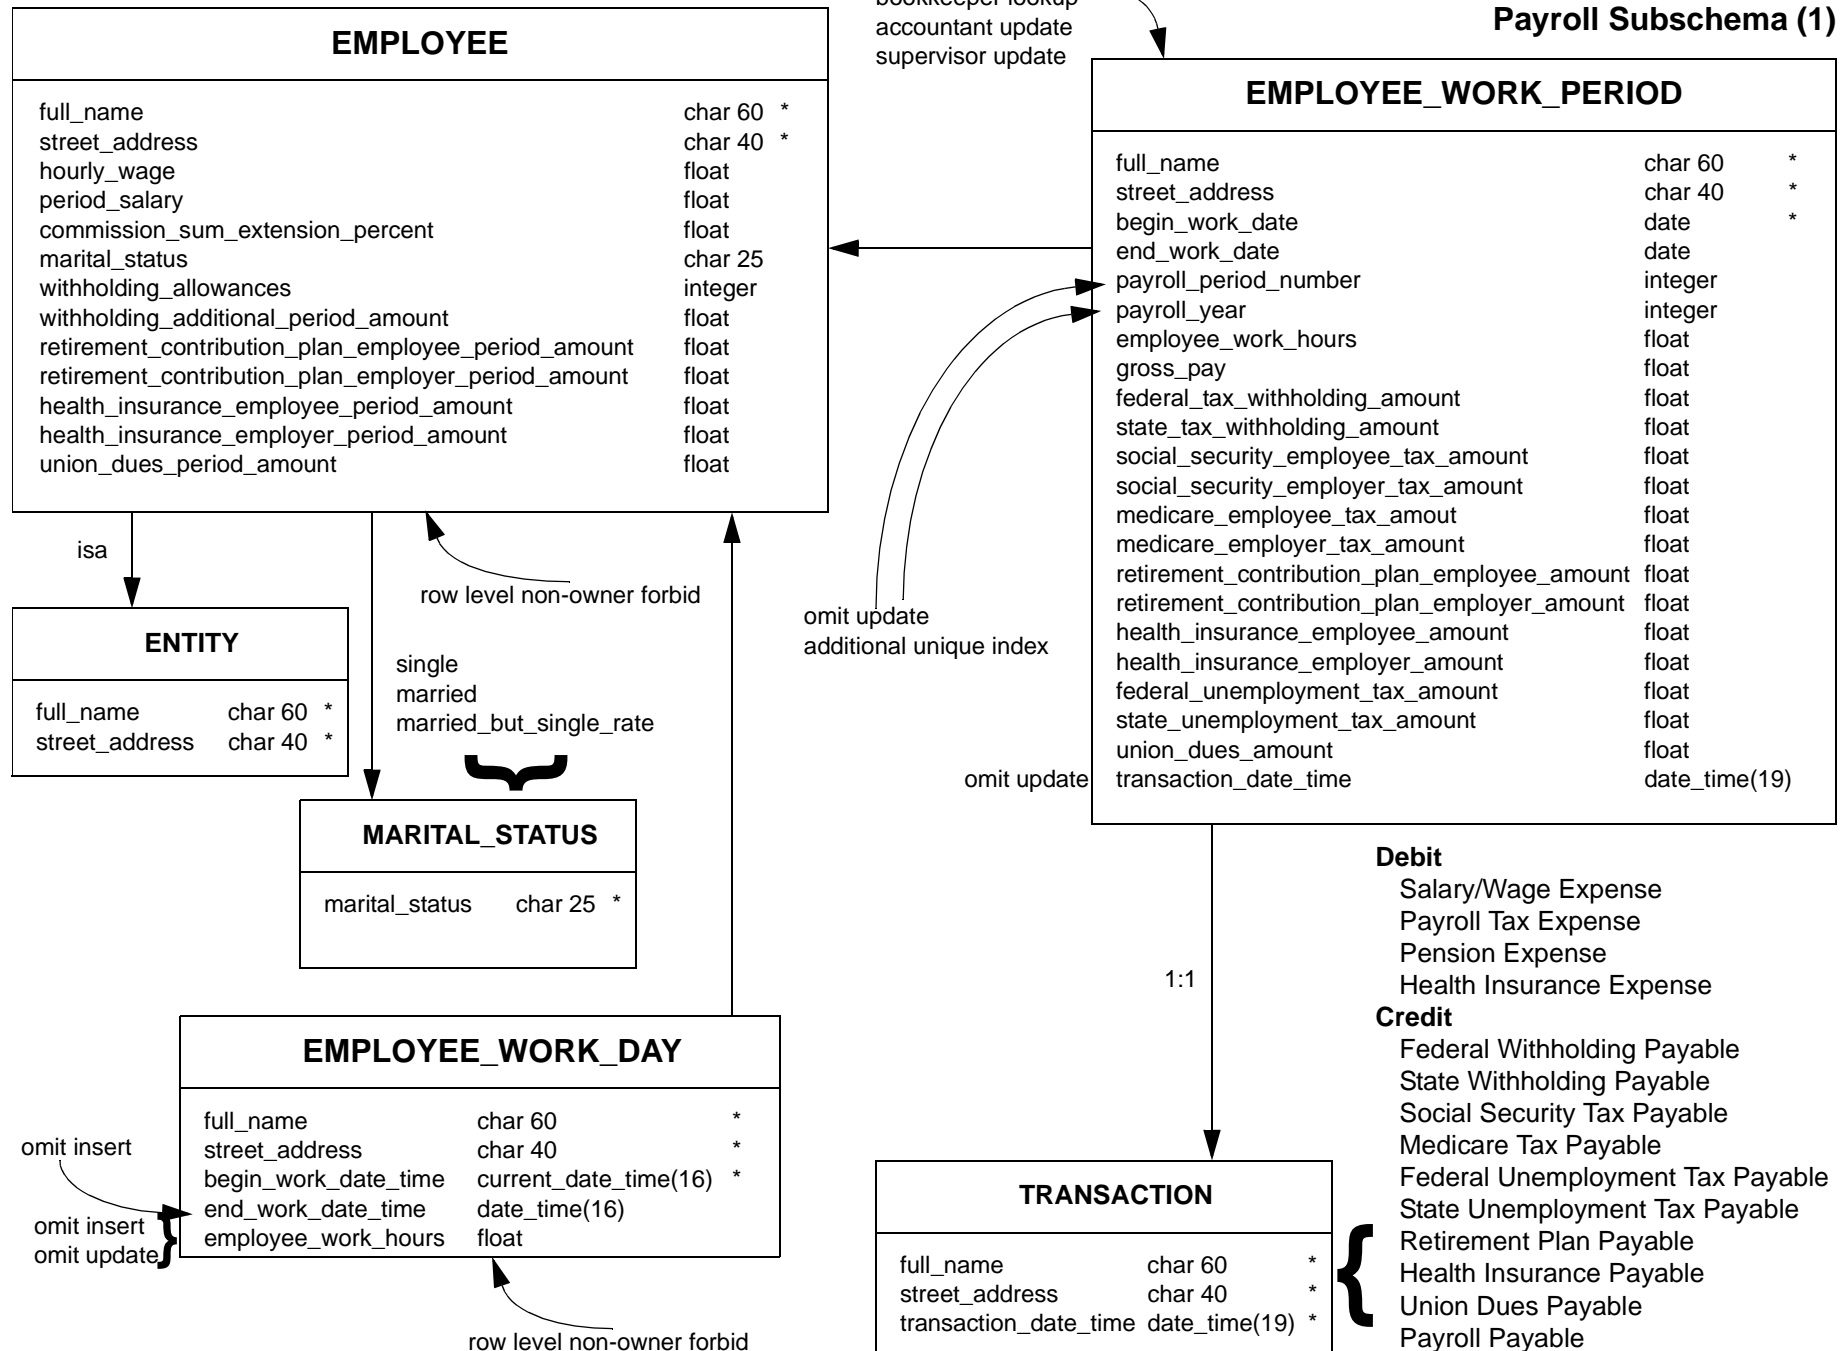 Payroll Subschema (1)
bookkeeper lookup
accountant update
supervisor update
EMPLOYEE
full_name char 60 *
street_address char 40 *
hourly_wage float
period_salary float
commission_sum_extension_percent float
marital_status char 25
withholding_allowances integer
withholding_additional_period_amount float
retirement_contribution_plan_employee_period_amount float
retirement_contribution_plan_employer_period_amount float
health_insurance_employee_period_amount float
health_insurance_employer_period_amount float
union_dues_period_amount float
EMPLOYEE_WORK_PERIOD
full_name char 60 *
street_address char 40 *
begin_work_date date *
end_work_date date
payroll_period_number integer
payroll_year integer
employee_work_hours float
gross_pay float
federal_tax_withholding_amount float
state_tax_withholding_amount float
social_security_employee_tax_amount float
social_security_employer_tax_amount float
medicare_employee_tax_amout float
medicare_employer_tax_amount float
retirement_contribution_plan_employee_amount float
retirement_contribution_plan_employer_amount float
health_insurance_employee_amount float
health_insurance_employer_amount float
federal_unemployment_tax_amount float
state_unemployment_tax_amount float
union_dues_amount float
omit update transaction_date_time date_time(19)
omit update
additional unique index
isa
row level non-owner forbid
ENTITY
full_name char 60 *
street_address char 40 *
single
married
married_but_single_rate
}
MARITAL_STATUS
marital_status char 25 *
1:1
EMPLOYEE_WORK_DAY
full_name char 60 *
street_address char 40 *
begin_work_date_time current_date_time(16) *
end_work_date_time date_time(16)
employee_work_hours float
omit insert
omit insert
omit update }
row level non-owner forbid
TRANSACTION
full_name char 60 *
street_address char 40 *
transaction_date_time date_time(19) *
{
Debit
Salary/Wage Expense
Payroll Tax Expense
Pension Expense
Health Insurance Expense
Credit
Federal Withholding Payable
State Withholding Payable
Social Security Tax Payable
Medicare Tax Payable
Federal Unemployment Tax Payable
State Unemployment Tax Payable
Retirement Plan Payable
Health Insurance Payable
Union Dues Payable
Payroll Payable